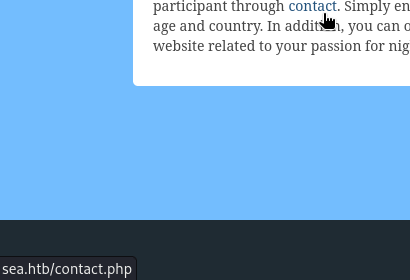 participant through contact. Simply en
age and country. In addition, you can o
website related to your passion for nig
sea.htb/contact.php